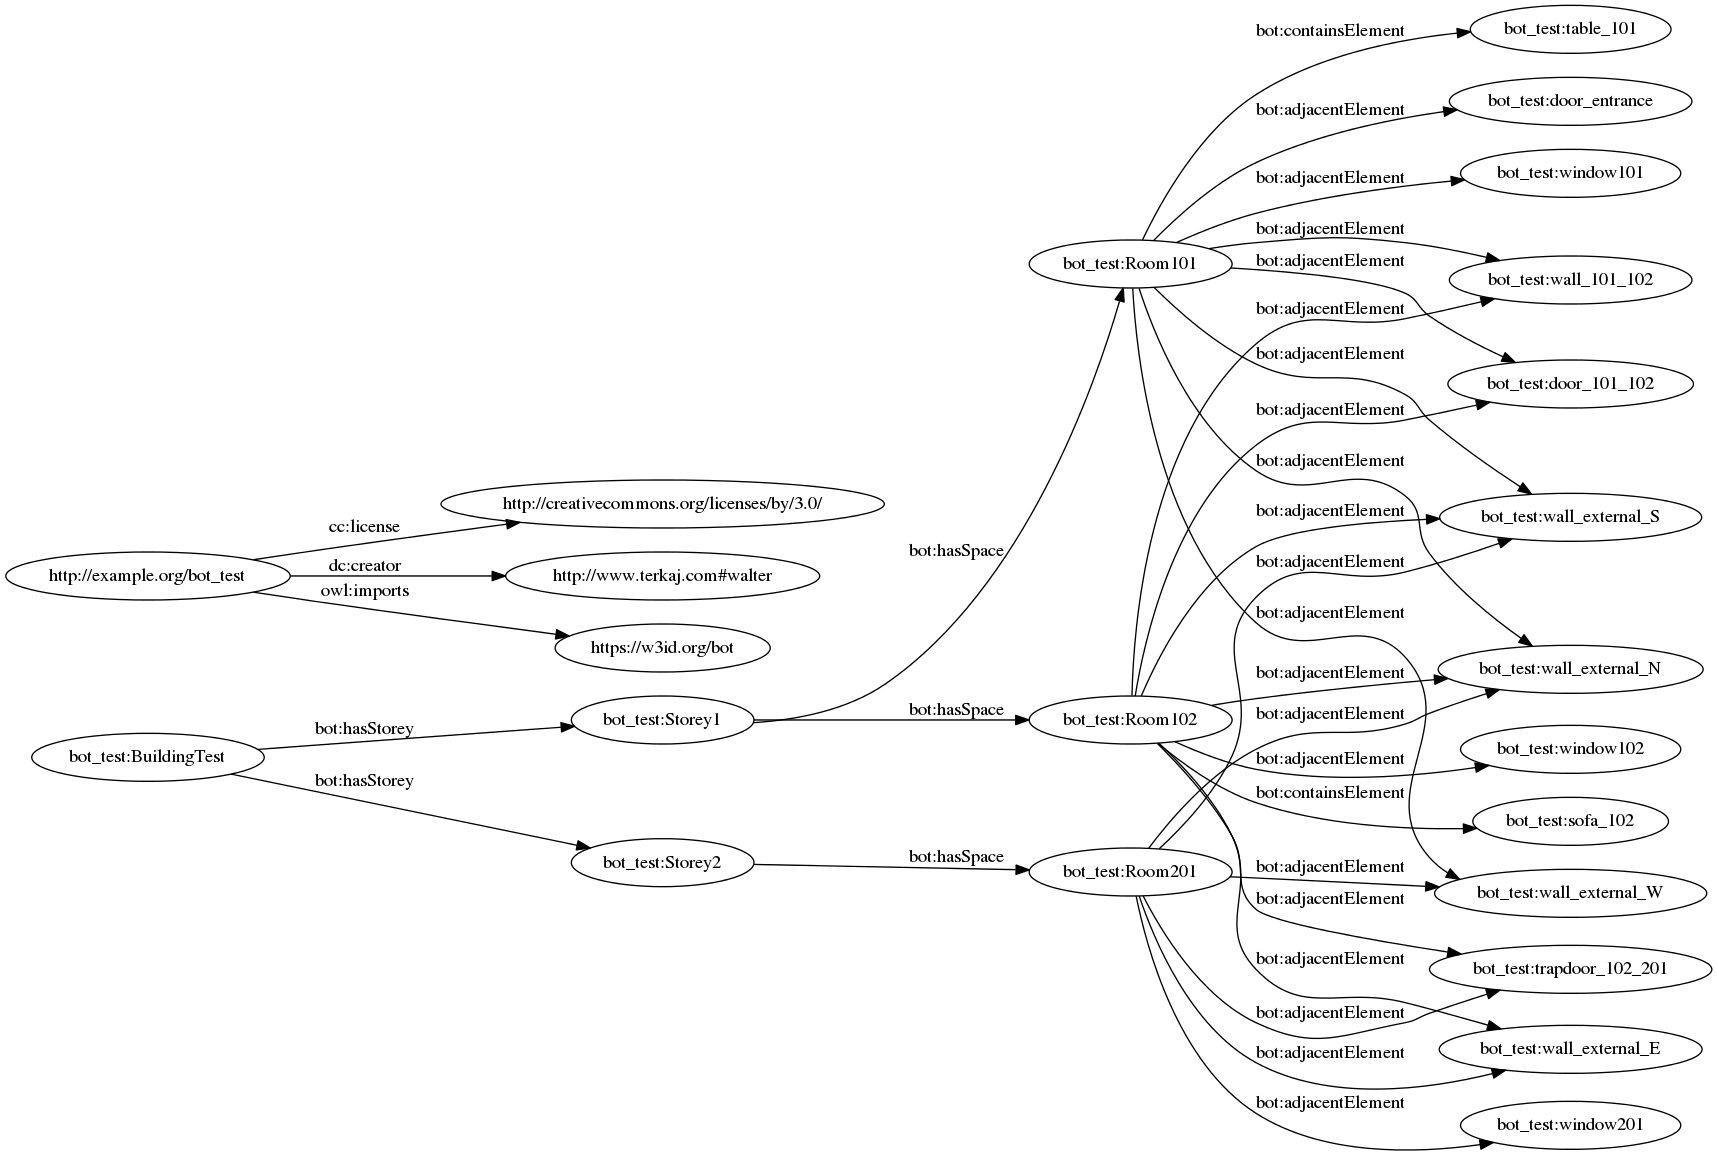 bot:containsElement
bot_test:table_101
bot:adjacentElement
bot_test:door_entrance
bot:adjacentElement
bot_test:window101
bot:adjacentElement
bot_test:Room101
bot:adjacentElement
bot_test:wall_101_102
bot:adjacentElement
bot:adjacentElement
bot_test:door_101_102
bot:adjacentElement
bot:adjacentElement
http://creativecommons.org/licenses/by/3.0/
bot:adjacentElement
bot_test:wall_external_S
cc:license
bot:hasSpace
bot:adjacentElement
http://example.org/bot_test
dc:creator
http://www.terkaj.com#walter
owl:imports
bot:adjacentElement
https://w3id.org/bot
bot:adjacentElement
bot_test:wall_external_N
bot:hasStorey
bot_test:Storey1
bot:hasSpace
bot_test:Room102
bot:adjacentElement
bot_test:BuildingTest
bot:adjacentElement
bot_test:window102
bot:hasStorey
bot:containsElement
bot_test:sofa_102
bot_test:Storey2
bot:hasSpace
bot_test:Room201
bot:adjacentElement
bot_test:wall_external_W
bot:adjacentElement
bot:adjacentElement
bot_test:trapdoor_102_201
bot:adjacentElement
bot:adjacentElement
bot_test:wall_external_E
bot:adjacentElement
bot_test:window201